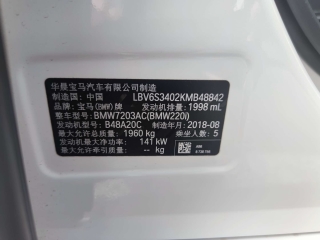 华晨宝马汽车有限公司制造
制造国：中国 LBV6S3402KMB48842
品牌：宝马(BMW)牌 发动机排量：1998 mL
整车型号：BMW7203AC(BMW220i)
发动机型号：B48A20C 制造年月：2018-08
最大允许总质量：1960 kg 乘坐人数：5
发动机最大净功率：141 kW